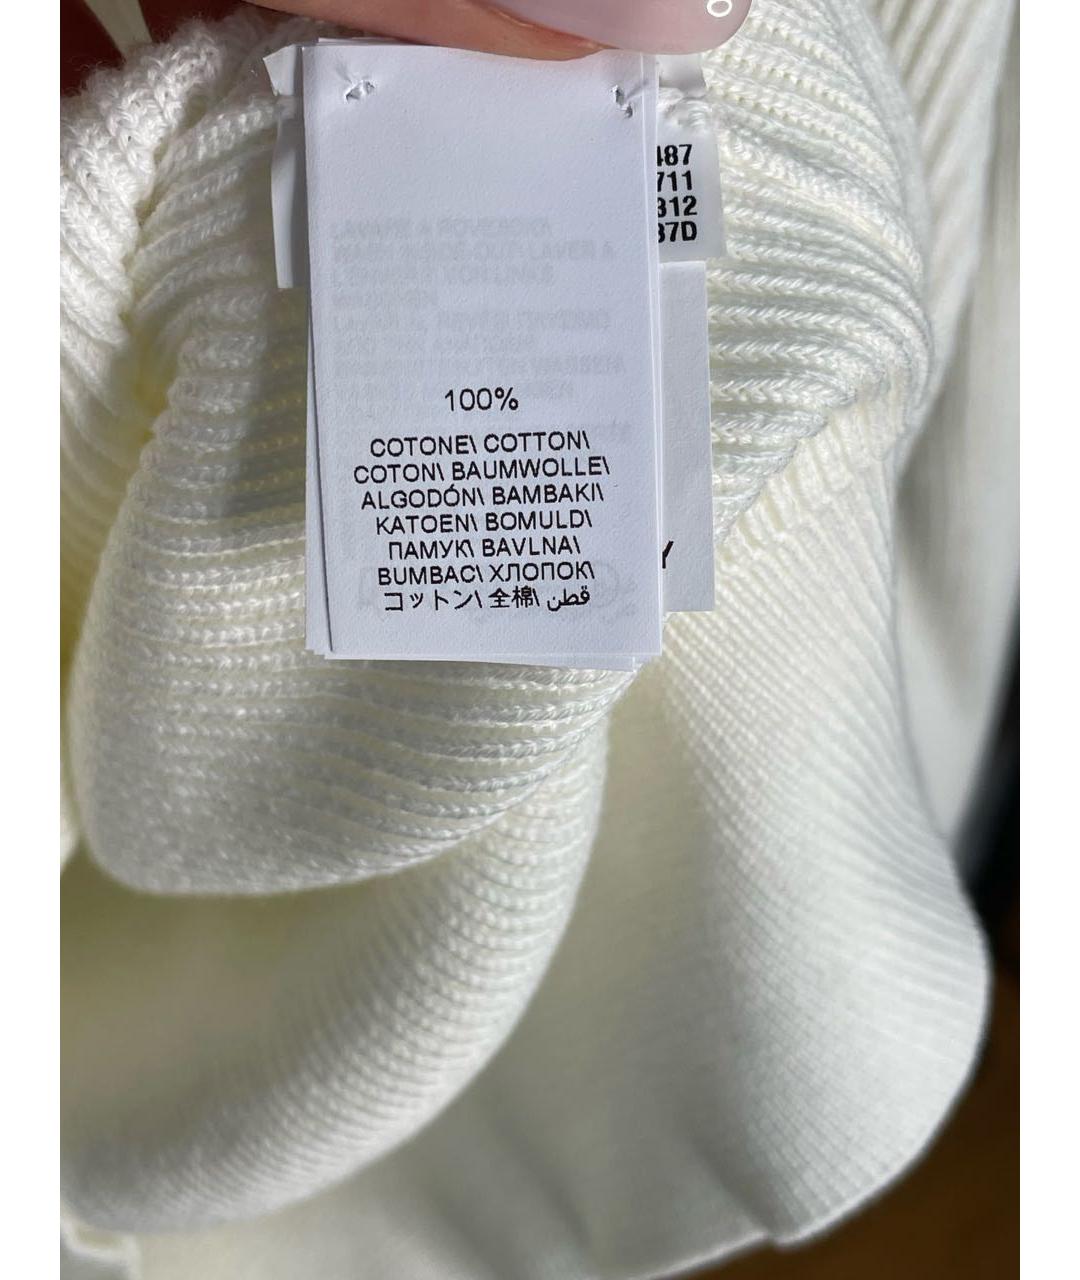 487
711
312
37D
100%
COTONE\ COTTON\
COTON\ BAUMWOLLE\
ALGODÓN\ BAMBAKI\
KATOEN\ BOMULD\
ПАМУК\ BAVLNA\
BUMBAC\ ХЛОПОК\
コットン\ 全棉\ قطن
Y